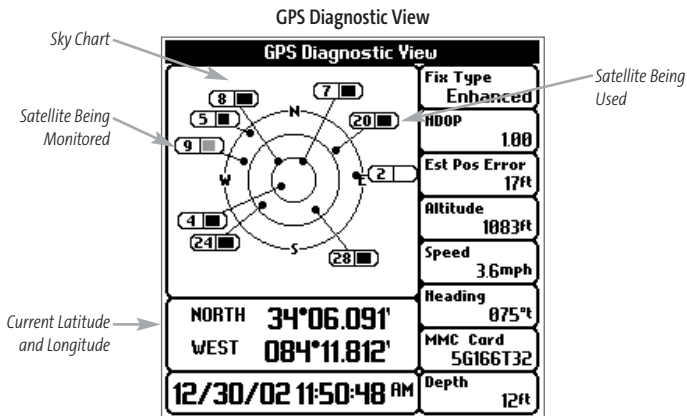 GPS Diagnostic View
Sky Chart
GPS Diagnostic View
Satellite Being
Monitored
Satellite Being
Used
8
7
5
20
9
2
4
24
28
N
W
E
S
Fix Type
Enhanced
HDOP
1.00
Est Pos Error
17ft
Altitude
1083ft
Speed
3.6mph
Heading
075°t
MMC Card
5G166T32
Depth
12ft
Current Latitude
and Longitude
NORTH 34°06.091'
WEST 084°11.812'
12/30/02 11:50:48 AM